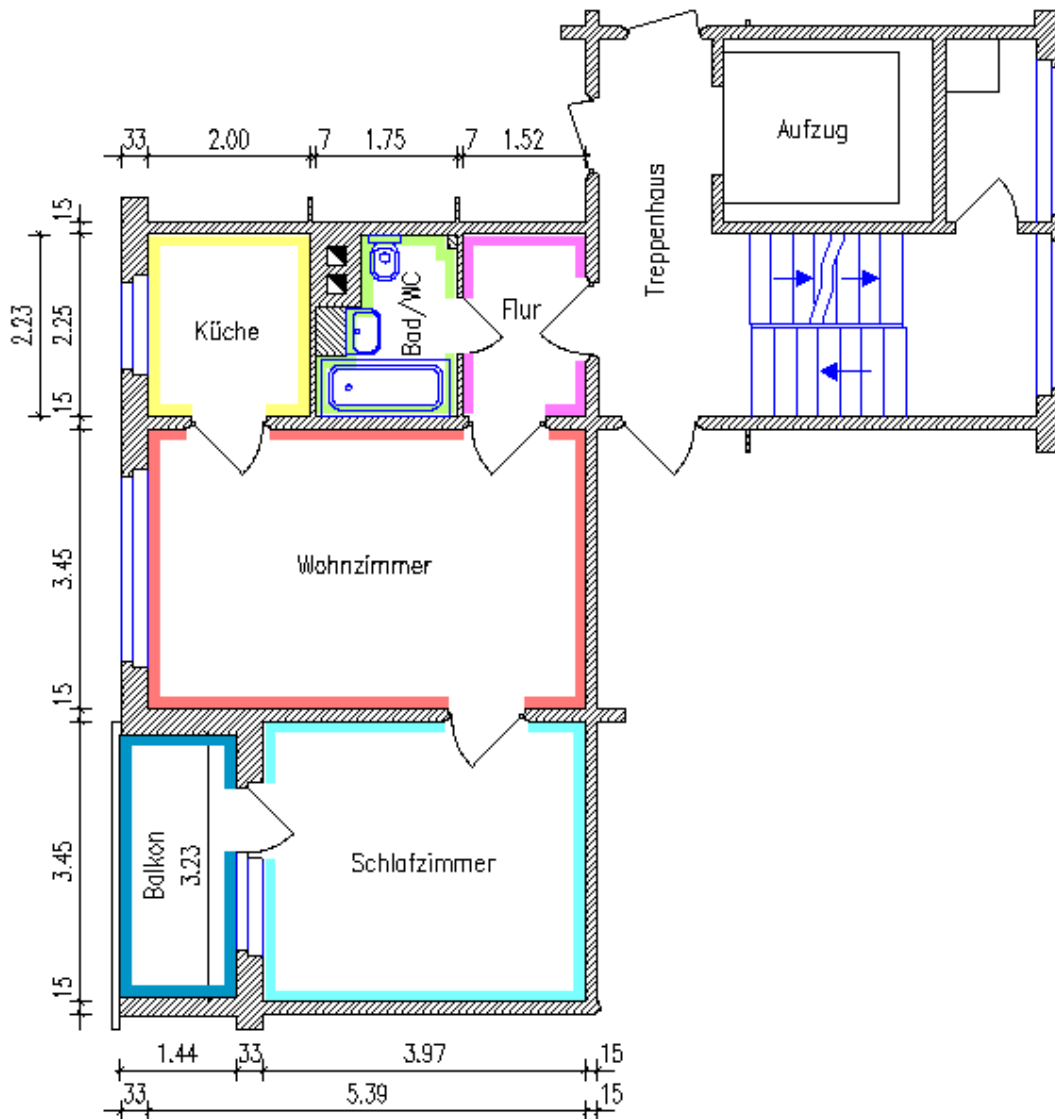 Aufzug
33 2.00 7 1.75 7 1.52
Treppenhaus
15
2.23
2.25
Küche
Bad/WC
Flur
15
3.45
Wohnzimmer
15
3.45
Balkon
3.23
Schlafzimmer
15
1.44 33 3.97 15
33 5.39 15